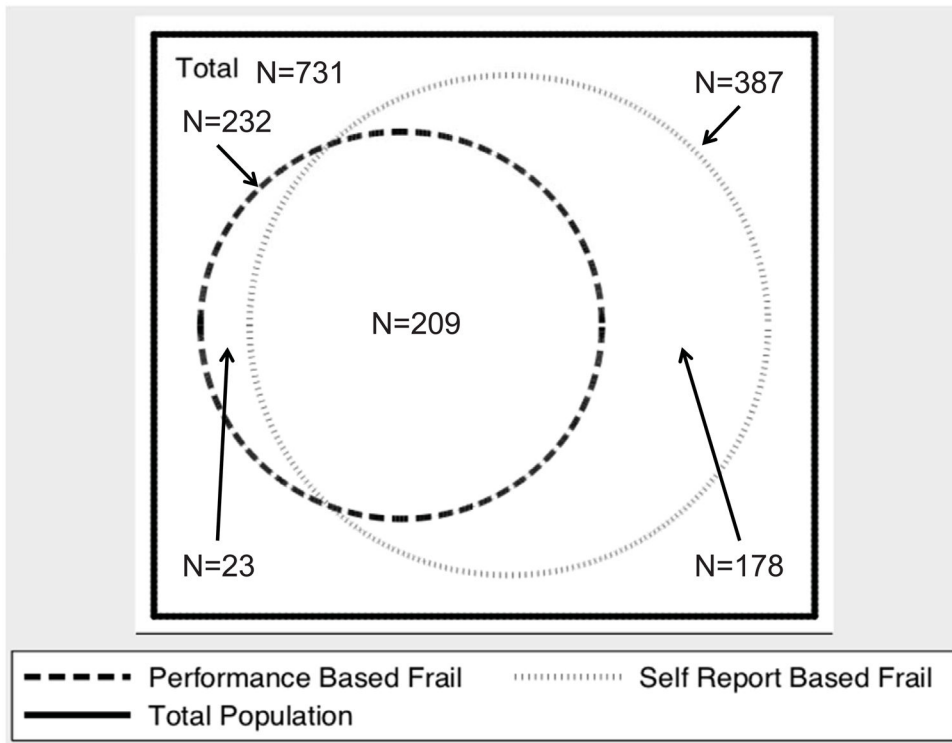 Total N=731
N=387
N=232
N=209
N=23
N=178
Performance Based Frail
Self Report Based Frail
Total Population